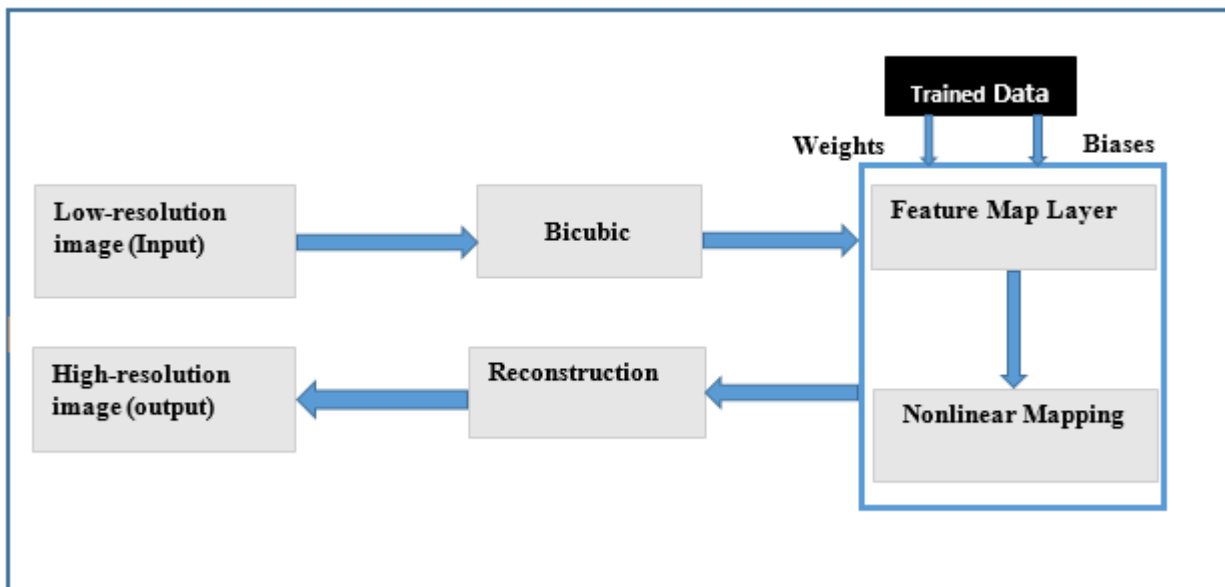 Trained Data
Weights
Biases
Low-resolution
image (Input)
Bicubic
Feature Map Layer
High-resolution
image (output)
Reconstruction
Nonlinear Mapping